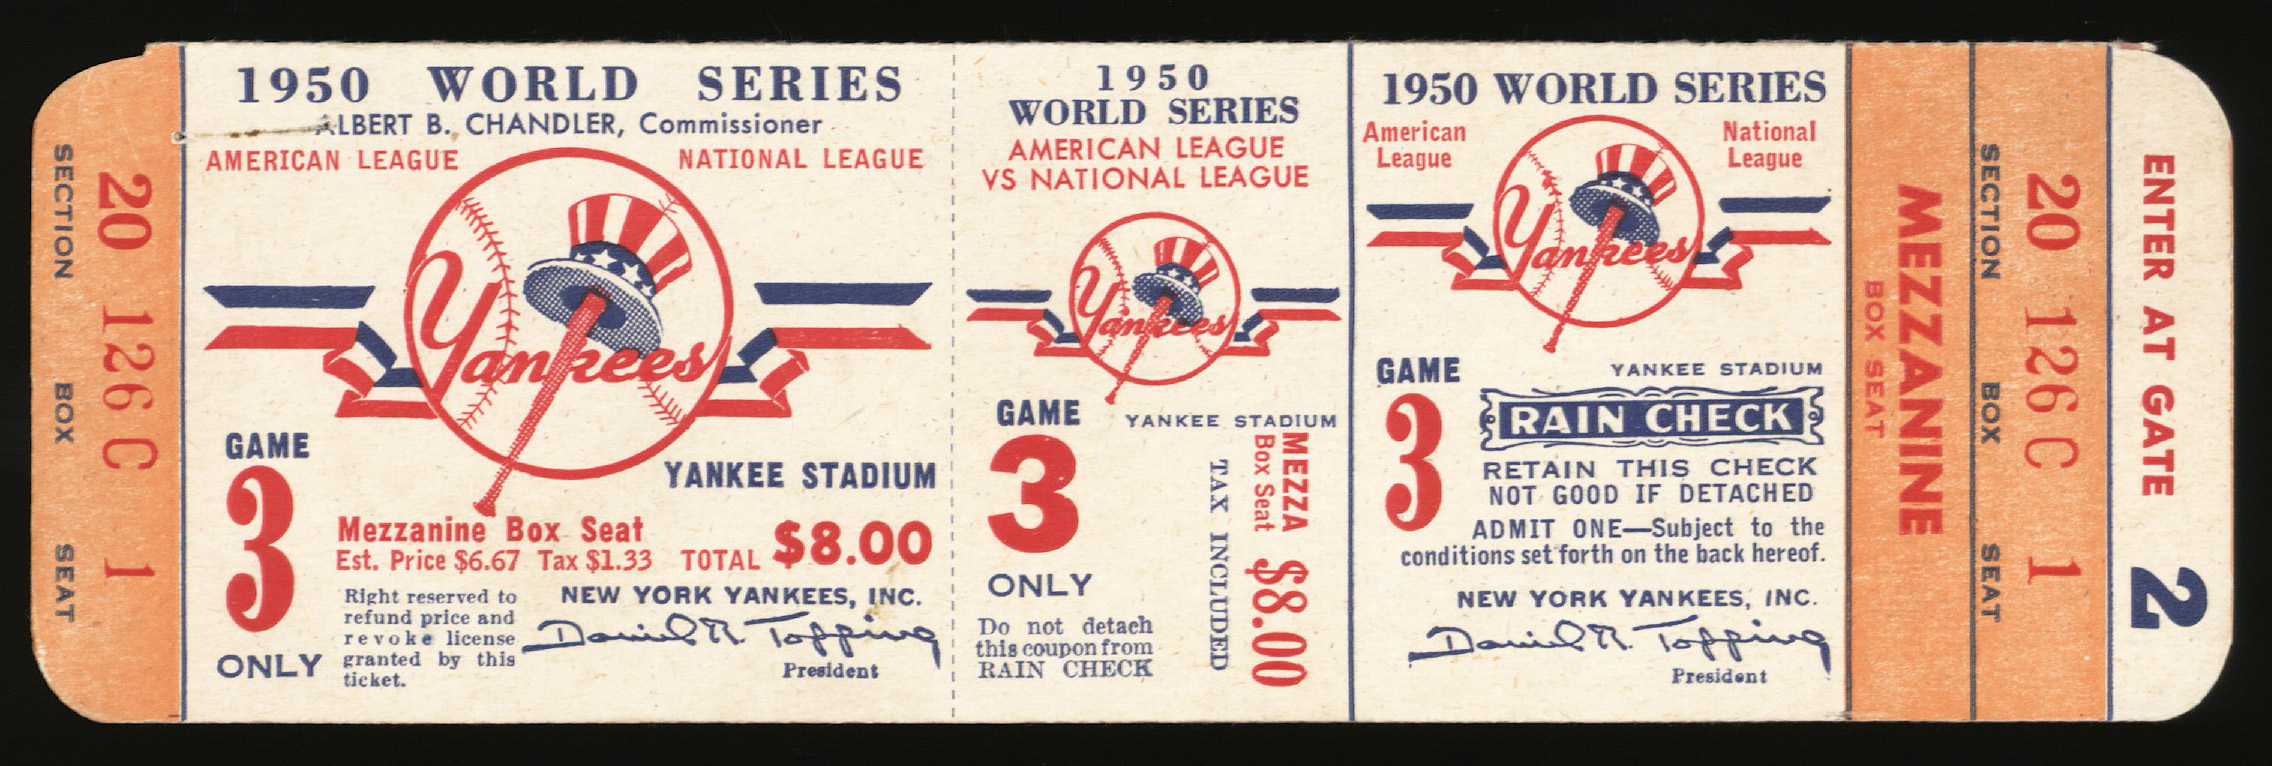 SECTION BOX SEAT
20 126 C 1
1950 WORLD SERIES
ALBERT B. CHANDLER, Commissioner
AMERICAN LEAGUE NATIONAL LEAGUE
Yankees
GAME
3
ONLY
YANKEE STADIUM
Mezzanine Box Seat
Est. Price $6.67 Tax $1.33 TOTAL $8.00
Right reserved to
refund price and
revoke license
granted by this
ticket.
NEW YORK YANKEES, INC.
Daniel R. Topping
President
1950
WORLD SERIES
AMERICAN LEAGUE
VS NATIONAL LEAGUE
Yankees
GAME
3
ONLY
YANKEE STADIUM
Do not detach
this coupon from
RAIN CHECK
MEZZA
Box Seat
$8.00
TAX INCLUDED
1950 WORLD SERIES
American
League
National
League
Yankees
GAME
3
YANKEE STADIUM
RAIN CHECK
RETAIN THIS CHECK
NOT GOOD IF DETACHED
ADMIT ONE—Subject to the
conditions set forth on the back hereof.
NEW YORK YANKEES, INC.
Daniel R. Topping
President
MEZZANINE
BOX SEAT
SECTION BOX SEAT
20 126 C 1
ENTER AT GATE
2